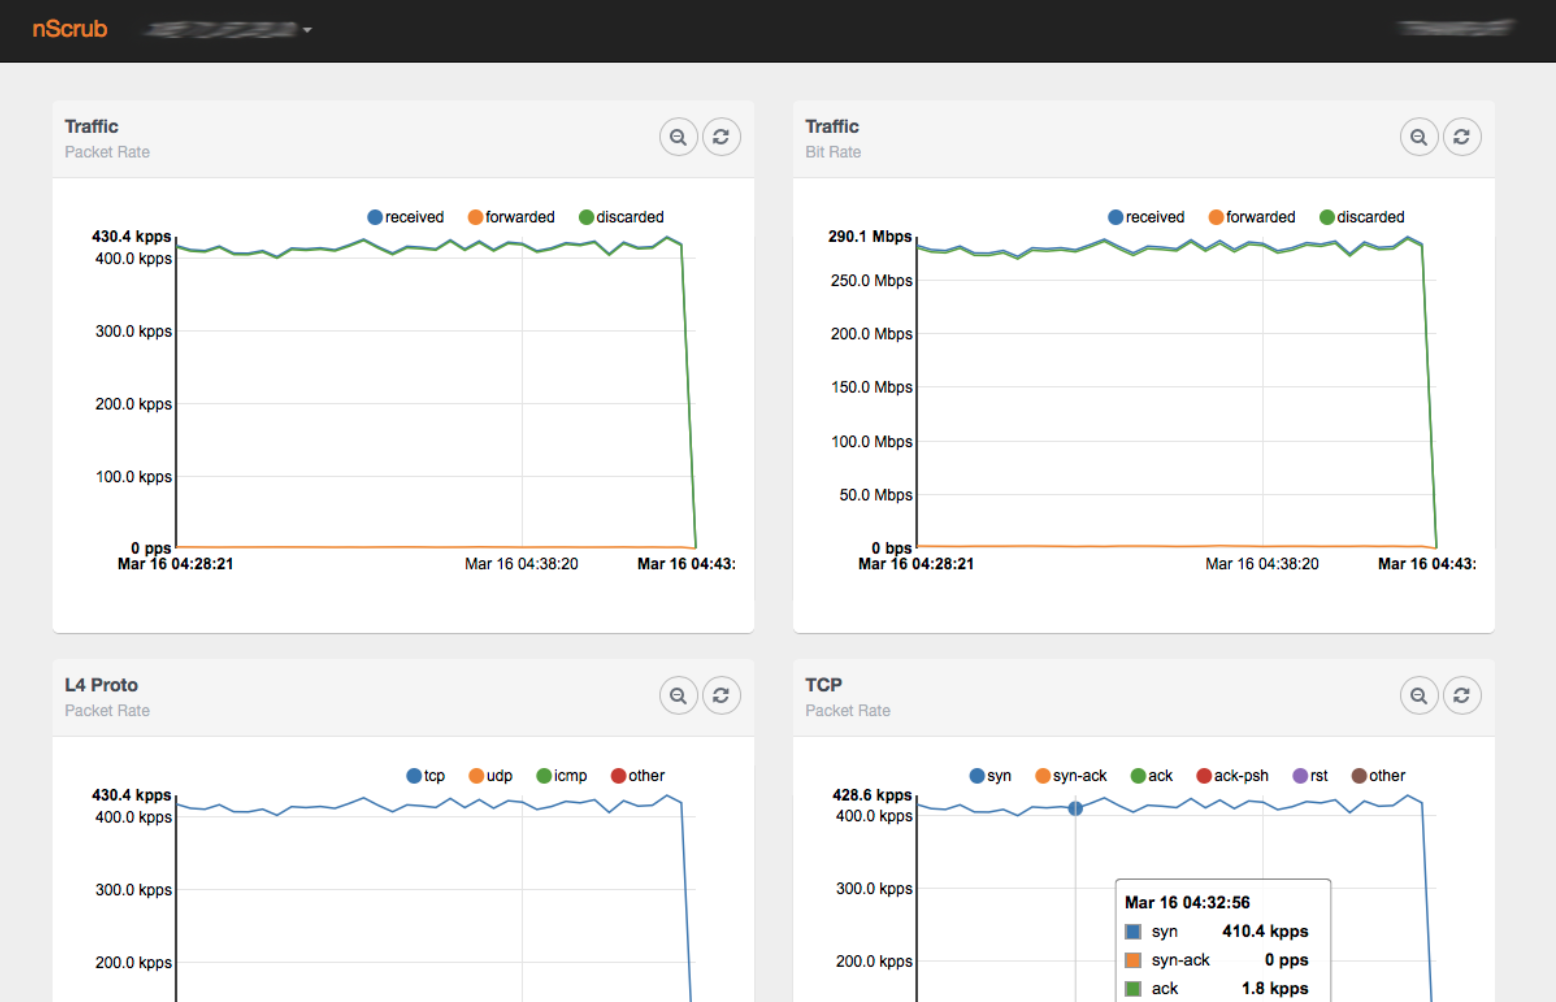 nScrub
Traffic
Packet Rate
received forwarded discarded
430.4 kpps
400.0 kpps
300.0 kpps
200.0 kpps
100.0 kpps
0 pps
Mar 16 04:28:21 Mar 16 04:38:20 Mar 16 04:43:
Traffic
Bit Rate
received forwarded discarded
290.1 Mbps
250.0 Mbps
200.0 Mbps
150.0 Mbps
100.0 Mbps
50.0 Mbps
0 bps
Mar 16 04:28:21 Mar 16 04:38:20 Mar 16 04:43:
L4 Proto
Packet Rate
tcp udp icmp other
430.4 kpps
400.0 kpps
300.0 kpps
200.0 kpps
TCP
Packet Rate
syn syn-ack ack ack-psh rst other
428.6 kpps
400.0 kpps
300.0 kpps
200.0 kpps
Mar 16 04:32:56
syn 410.4 kpps
syn-ack 0 pps
ack 1.8 kpps